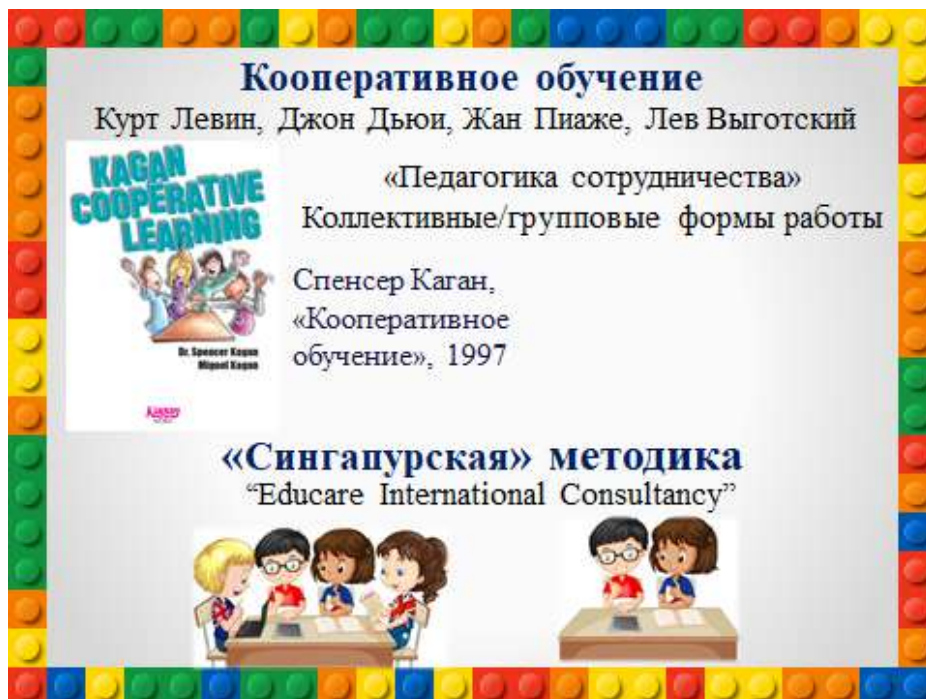 Кооперативное обучение
Курт Левин, Джон Дьюи, Жан Пиаже, Лев Выготский
KAGAN
COOPERATIVE
LEARNING
Dr. Spencer Kagan
Miguel Kagan
Kagan
«Педагогика сотрудничества»
Коллективные/групповые формы работы
Спенсер Каган,
«Кооперативное
обучение», 1997
«Сингапурская» методика
“Educare International Consultancy”